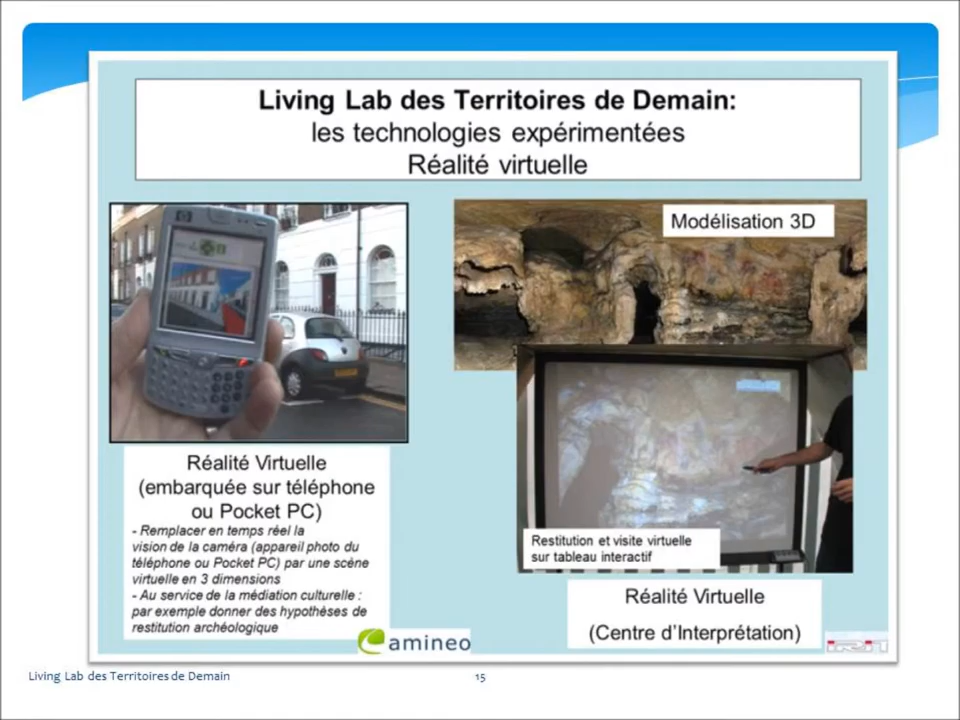 Living Lab des Territoires de Demain:
les technologies expérimentées
Réalité virtuelle
Modélisation 3D
Réalité Virtuelle
(embarquée sur téléphone
ou Pocket PC)
- Remplacer en temps réel la
vision de la caméra (appareil photo du
téléphone ou Pocket PC) par une scène
virtuelle en 3 dimensions
- Au service de la médiation culturelle :
par exemple donner des hypothèses de
restitution archéologique
amineo
Restitution et visite virtuelle
sur tableau interactif
Réalité Virtuelle
(Centre d'Interprétation)
Living Lab des Territoires de Demain
15